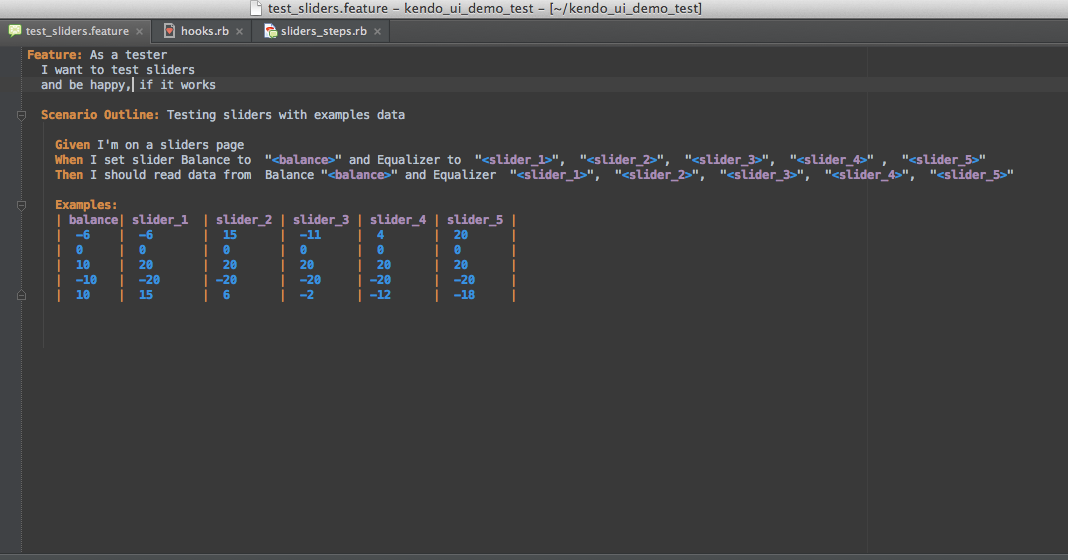 test_sliders.feature – kendo_ui_demo_test – [~/kendo_ui_demo_test]
test_sliders.feature × hooks.rb × sliders_steps.rb ×
Feature: As a tester
I want to test sliders
and be happy, if it works
Scenario Outline: Testing sliders with examples data
Given I'm on a sliders page
When I set slider Balance to  "<balance>" and Equalizer to  "<slider_1>",  "<slider_2>",  "<slider_3>",  "<slider_4>" ,  "<slider_5>"
Then I should read data from  Balance "<balance>" and Equalizer  "<slider_1>",  "<slider_2>",  "<slider_3>",  "<slider_4>",  "<slider_5>"
Examples:
| balance| slider_1  | slider_2 | slider_3 | slider_4 | slider_5 |
|  -6    |  -6       |  15      |  -11     |  4       |  20      |
|  0     |  0        |  0       |  0       |  0       |  0       |
|  10    |  20       |  20      |  20      |  20      |  20      |
|  -10   |  -20      | -20      |  -20     | -20      |  -20     |
|  10    |  15       |  6       |  -2      | -12      |  -18     |